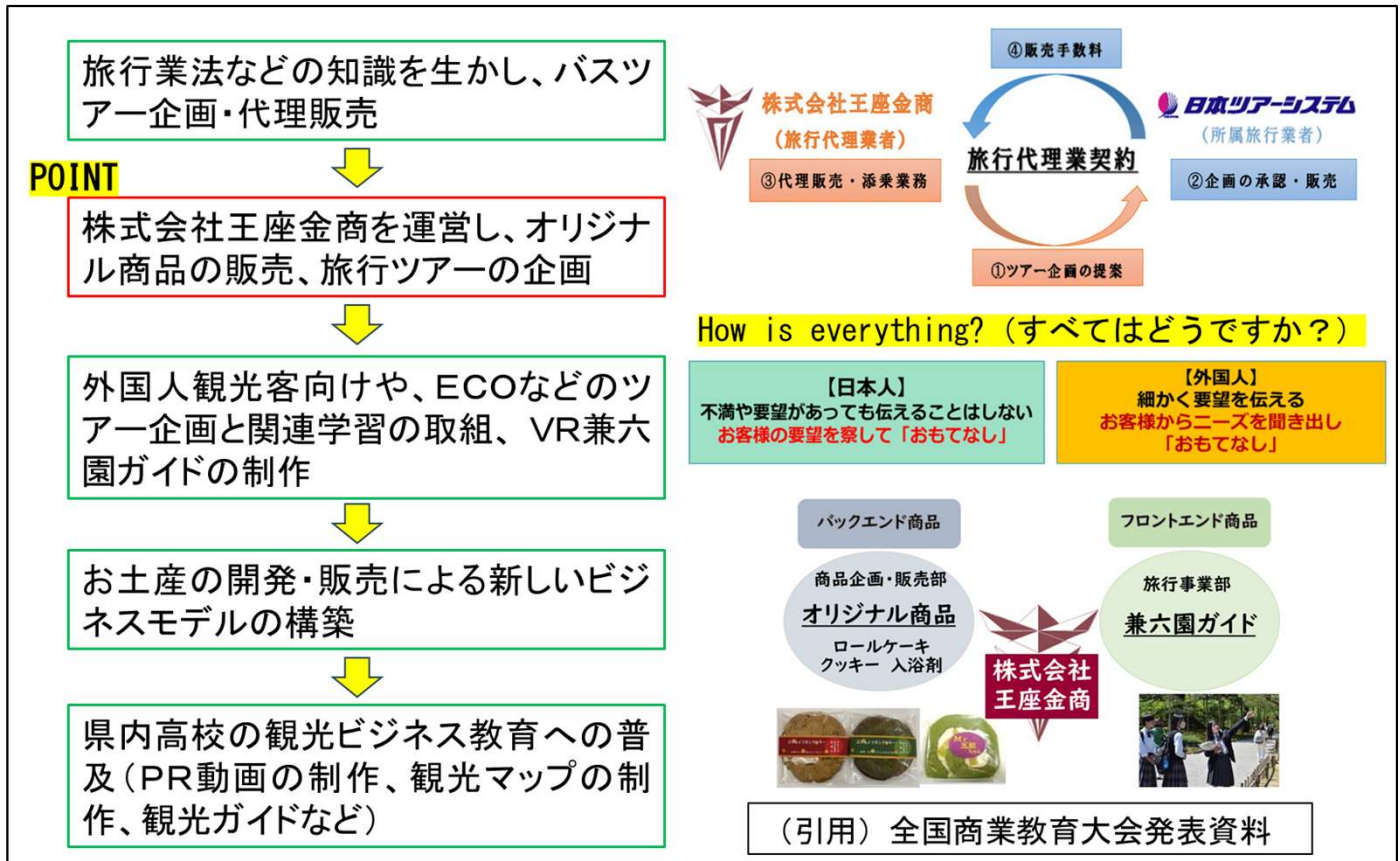 旅行業法などの知識を生かし、バスツ
アー企画・代理販売
POINT
株式会社王座金商を運営し、オリジナ
ル商品の販売、旅行ツアーの企画
外国人観光客向けや、ECOなどのツ
アー企画と関連学習の取組、VR兼六
園ガイドの制作
お土産の開発・販売による新しいビジ
ネスモデルの構築
県内高校の観光ビジネス教育への普
及(PR動画の制作、観光マップの制
作、観光ガイドなど)
④販売手数料
株式会社王座金商
(旅行代理業者)
③代理販売・添乗業務
旅行代理業契約
日本ツアーシステム
(所属旅行業者)
②企画の承認・販売
①ツアー企画の提案
How is everything?(すべてはどうですか?)
【日本人】
不満や要望があっても伝えることはしない
お客様の要望を察して「おもてなし」
【外国人】
細かく要望を伝える
お客様からニーズを聞き出し
「おもてなし」
バックエンド商品
商品企画・販売部
オリジナル商品
ロールケーキ
クッキー 入浴剤
株式会社
王座金商
フロントエンド商品
旅行事業部
兼六園ガイド
(引用)全国商業教育大会発表資料